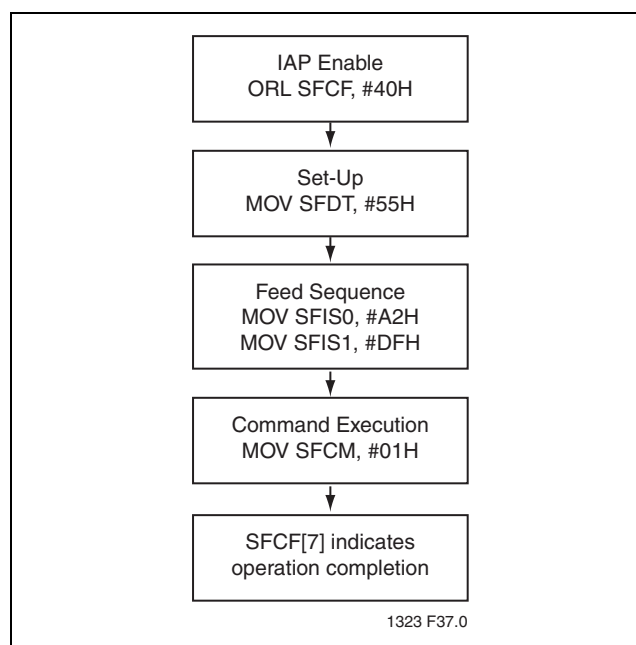 IAP Enable
ORL SFCF, #40H
Set-Up
MOV SFDT, #55H
Feed Sequence
MOV SFIS0, #A2H
MOV SFIS1, #DFH
Command Execution
MOV SFCM, #01H
SFCF[7] indicates
operation completion
1323 F37.0